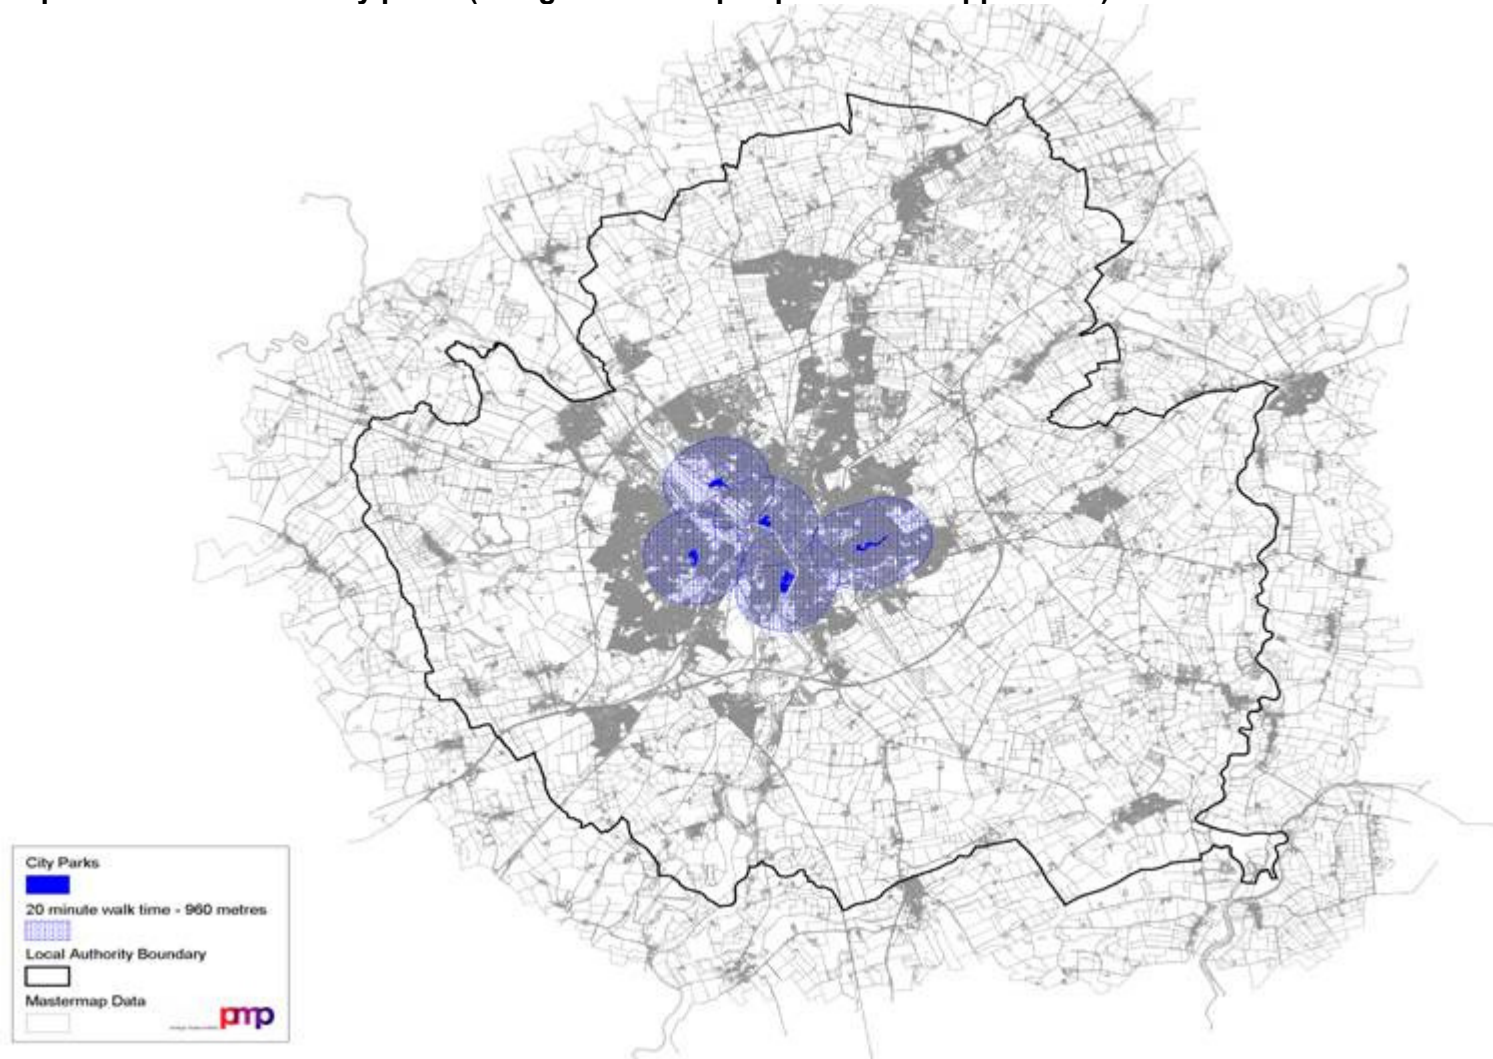 City Parks
20 minute walk time - 960 metres
Local Authority Boundary
Mastermap Data
pmp